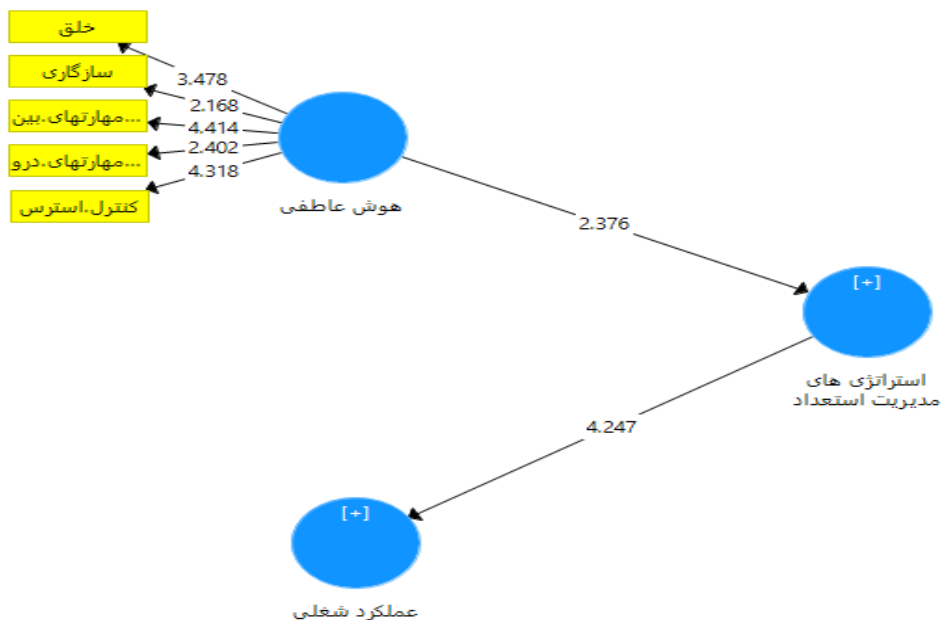 خلق
3.478
سازگاری
2.168
مهارتهای.بین...
4.414
مهارتهای.درو...
2.402
کنترل.استرس
4.318
هوش عاطفی
2.376
[+]
استراتژی های
مدیریت استعداد
4.247
[+]
عملکرد شغلی